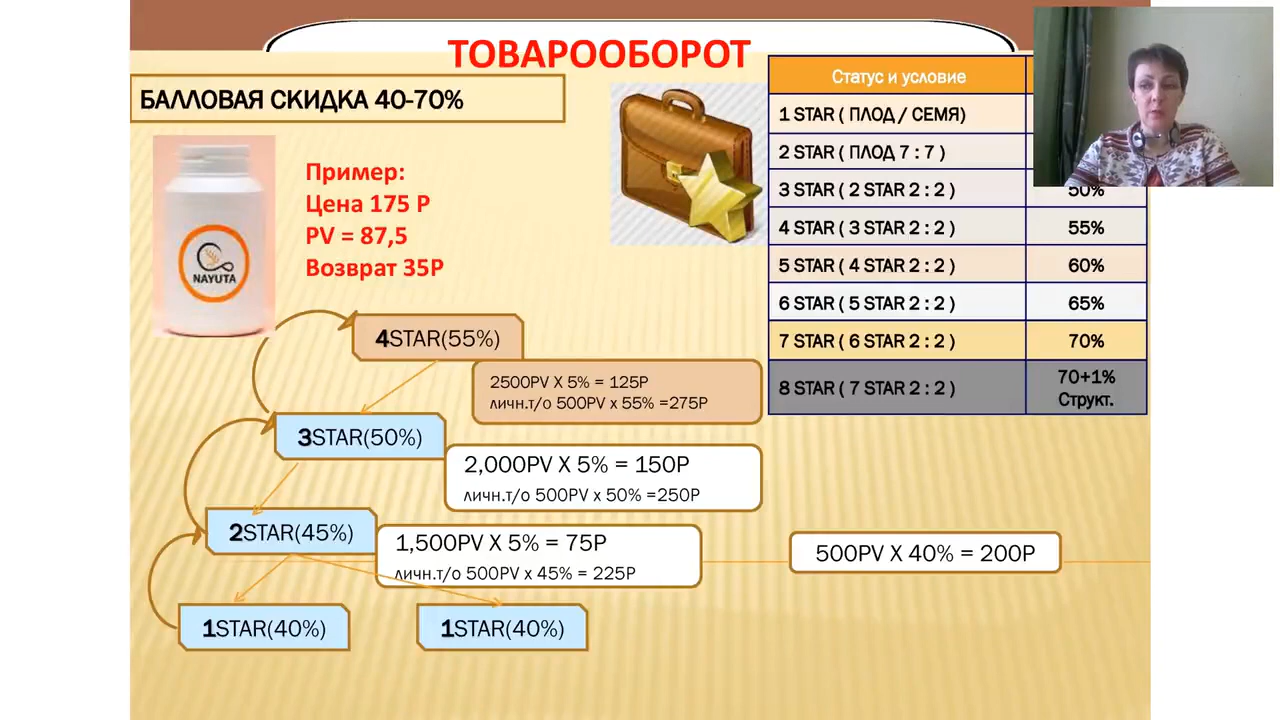 ТОВАРООБОРОТ
БАЛЛОВАЯ СКИДКА 40-70%
Пример:
Цена 175 Р
PV = 87,5
Возврат 35Р
NAYUTA
Статус и условие
1 STAR ( ПЛОД / СЕМЯ)
2 STAR ( ПЛОД 7 : 7 )
3 STAR ( 2 STAR 2 : 2 ) 50%
4 STAR ( 3 STAR 2 : 2 ) 55%
5 STAR ( 4 STAR 2 : 2 ) 60%
6 STAR ( 5 STAR 2 : 2 ) 65%
7 STAR ( 6 STAR 2 : 2 ) 70%
8 STAR ( 7 STAR 2 : 2 ) 70+1%
Структ.
4STAR(55%)
2500PV X 5% = 125Р
личн.т/о 500PV x 55% =275Р
3STAR(50%)
2,000PV X 5% = 150Р
личн.т/о 500PV x 50% =250Р
2STAR(45%)
1,500PV X 5% = 75Р
личн.т/о 500PV x 45% = 225Р
500PV X 40% = 200Р
1STAR(40%)
1STAR(40%)